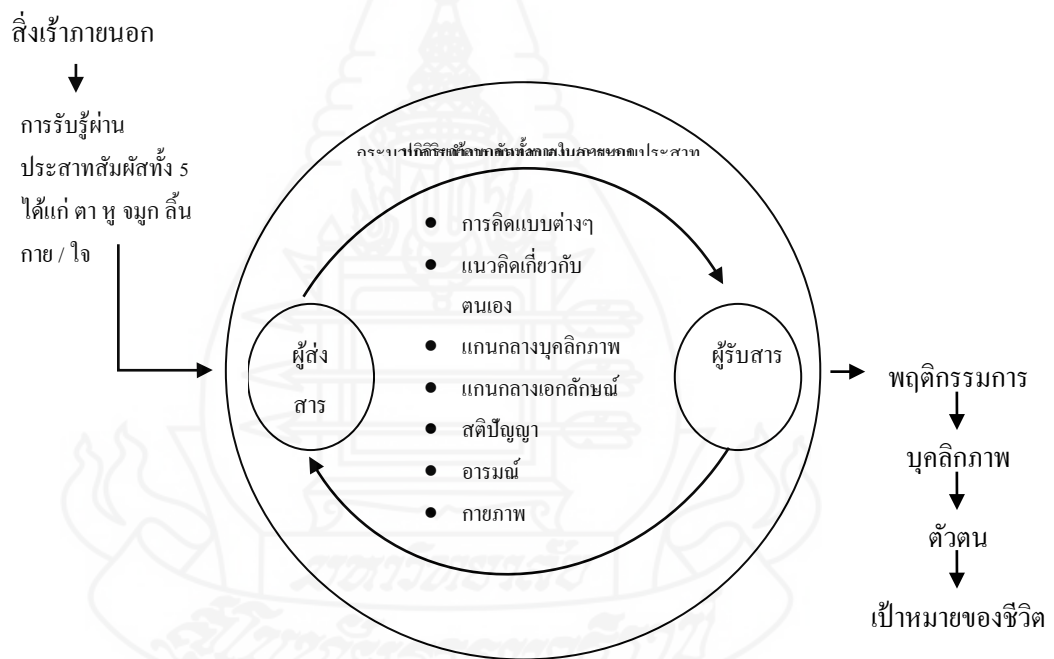 สิ่งเร้าภายนอก
การรับรู้ผ่าน
ประสาทสัมผัสทั้ง 5
ได้แก่ ตา หู จมูก ลิ้น
กาย / ใจ
การคิดแบบต่างๆ
แนวคิดเกี่ยวกับ
ตนเอง
แกนกลางบุคลิกภาพ
แกนกลางเอกลักษณ์
สติปัญญา
อารมณ์
กายภาพ
ผู้ส่ง
สาร
ผู้รับสาร
พฤติกรรมการ
บุคลิกภาพ
ตัวตน
เป้าหมายของชีวิต